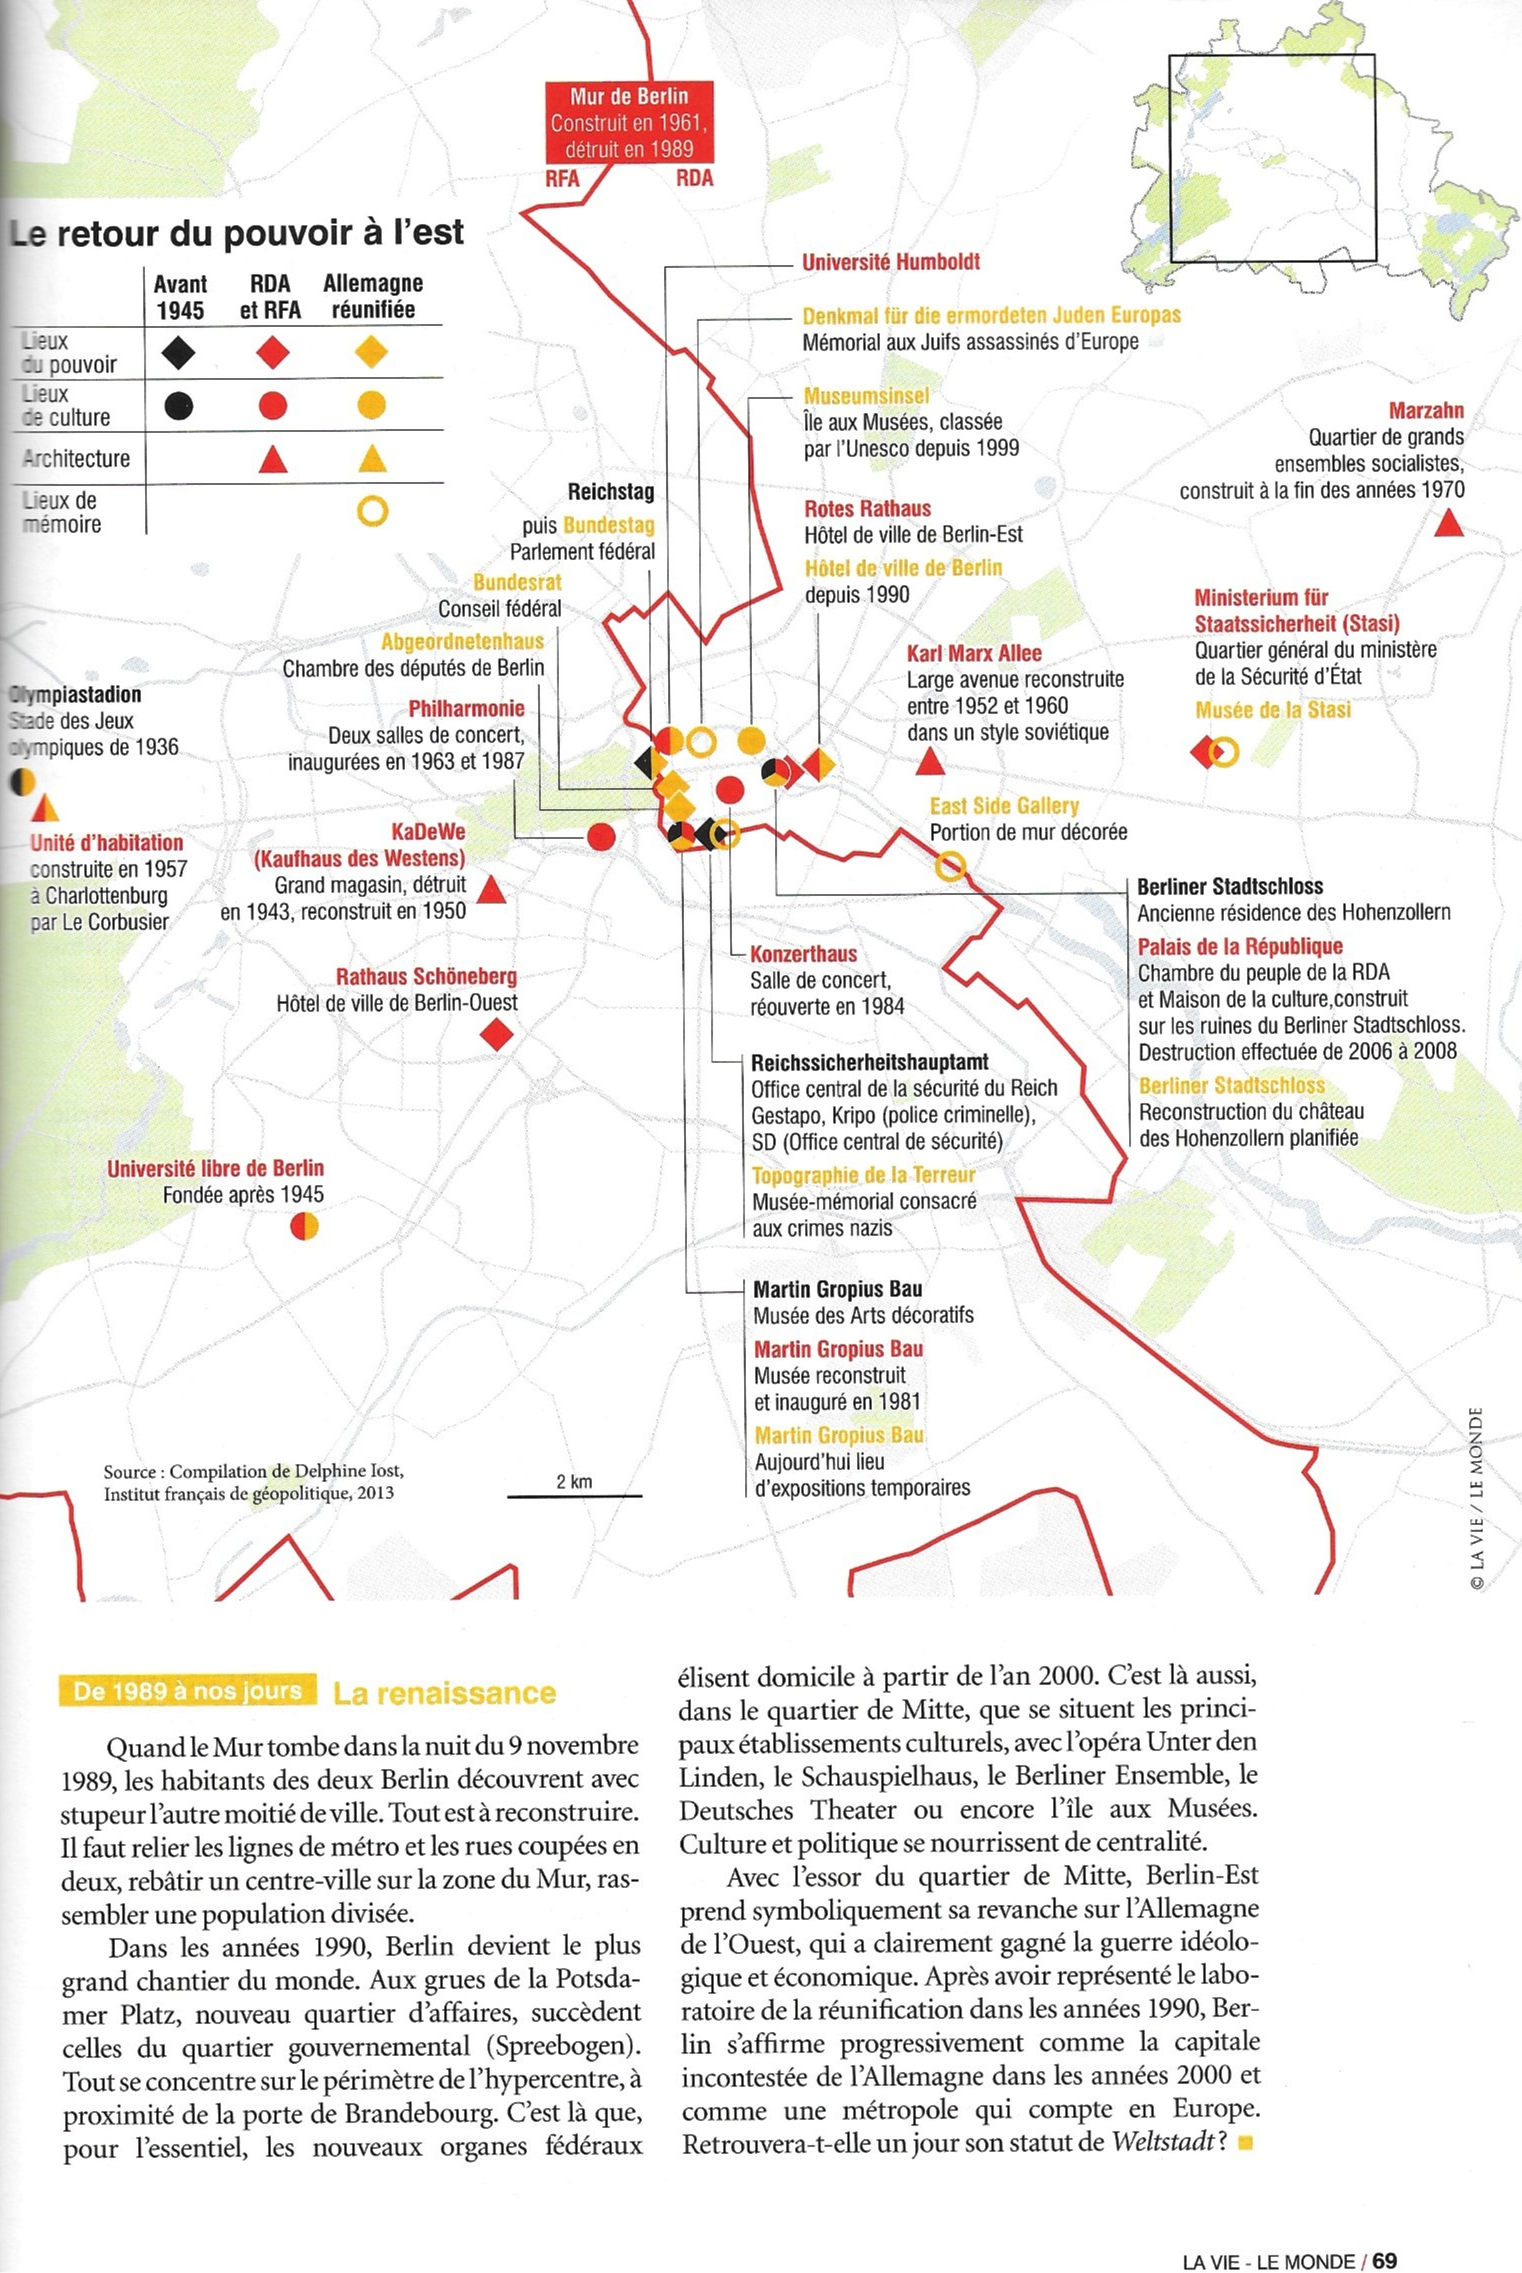 Mur de Berlin
Construit en 1961,
détruit en 1989
RFA RDA
Le retour du pouvoir à l'est
Avant
1945
RDA
et RFA
Allemagne
réunifiée
Lieux
du pouvoir
Lieux
de culture
Architecture
Lieux de
mémoire
Université Humboldt
Denkmal für die ermordeten Juden Europas
Mémorial aux Juifs assassinés d'Europe
Museumsinsel
Île aux Musées, classée
par l'Unesco depuis 1999
Marzahn
Quartier de grands
ensembles socialistes,
construit à la fin des années 1970
Reichstag
puis Bundestag
Parlement fédéral
Rotes Rathaus
Hôtel de ville de Berlin-Est
Hôtel de ville de Berlin
depuis 1990
Bundesrat
Conseil fédéral
Abgeordnetenhaus
Chambre des députés de Berlin
Ministerium für
Staatssicherheit (Stasi)
Quartier général du ministère
de la Sécurité d'État
Musée de la Stasi
Karl Marx Allee
Large avenue reconstruite
entre 1952 et 1960
dans un style soviétique
Olympiastadion
Stade des Jeux
olympiques de 1936
Philharmonie
Deux salles de concert,
inaugurées en 1963 et 1987
East Side Gallery
Portion de mur décorée
Unité d'habitation
construite en 1957
à Charlottenburg
par Le Corbusier
KaDeWe
(Kaufhaus des Westens)
Grand magasin, détruit
en 1943, reconstruit en 1950
Berliner Stadtschloss
Ancienne résidence des Hohenzollern
Palais de la République
Chambre du peuple de la RDA
et Maison de la culture,construit
sur les ruines du Berliner Stadtschloss.
Destruction effectuée de 2006 à 2008
Berliner Stadtschloss
Reconstruction du château
des Hohenzollern planifiée
Rathaus Schöneberg
Hôtel de ville de Berlin-Ouest
Konzerthaus
Salle de concert,
réouverte en 1984
Reichssicherheitshauptamt
Office central de la sécurité du Reich
Gestapo, Kripo (police criminelle),
SD (Office central de sécurité)
Topographie de la Terreur
Musée-mémorial consacré
aux crimes nazis
Université libre de Berlin
Fondée après 1945
Martin Gropius Bau
Musée des Arts décoratifs
Martin Gropius Bau
Musée reconstruit
et inauguré en 1981
Martin Gropius Bau
Aujourd'hui lieu
d'expositions temporaires
Source : Compilation de Delphine Iost,
Institut français de géopolitique, 2013
2 km
© LA VIE / LE MONDE
De 1989 à nos jours La renaissance
Quand le Mur tombe dans la nuit du 9 novembre
1989, les habitants des deux Berlin découvrent avec
stupeur l'autre moitié de ville. Tout est à reconstruire.
Il faut relier les lignes de métro et les rues coupées en
deux, rebâtir un centre-ville sur la zone du Mur, ras-
sembler une population divisée.
Dans les années 1990, Berlin devient le plus
grand chantier du monde. Aux grues de la Potsda-
mer Platz, nouveau quartier d'affaires, succèdent
celles du quartier gouvernemental (Spreebogen).
Tout se concentre sur le périmètre de l'hypercentre, à
proximité de la porte de Brandebourg. C'est là que,
pour l'essentiel, les nouveaux organes fédéraux
élisent domicile à partir de l'an 2000. C'est là aussi,
dans le quartier de Mitte, que se situent les princi-
paux établissements culturels, avec l'opéra Unter den
Linden, le Schauspielhaus, le Berliner Ensemble, le
Deutsches Theater ou encore l'île aux Musées.
Culture et politique se nourrissent de centralité.
Avec l'essor du quartier de Mitte, Berlin-Est
prend symboliquement sa revanche sur l'Allemagne
de l'Ouest, qui a clairement gagné la guerre idéolo-
gique et économique. Après avoir représenté le labo-
ratoire de la réunification dans les années 1990, Ber-
lin s'affirme progressivement comme la capitale
incontestée de l'Allemagne dans les années 2000 et
comme une métropole qui compte en Europe.
Retrouvera-t-elle un jour son statut de Weltstadt ?
LA VIE - LE MONDE / 69